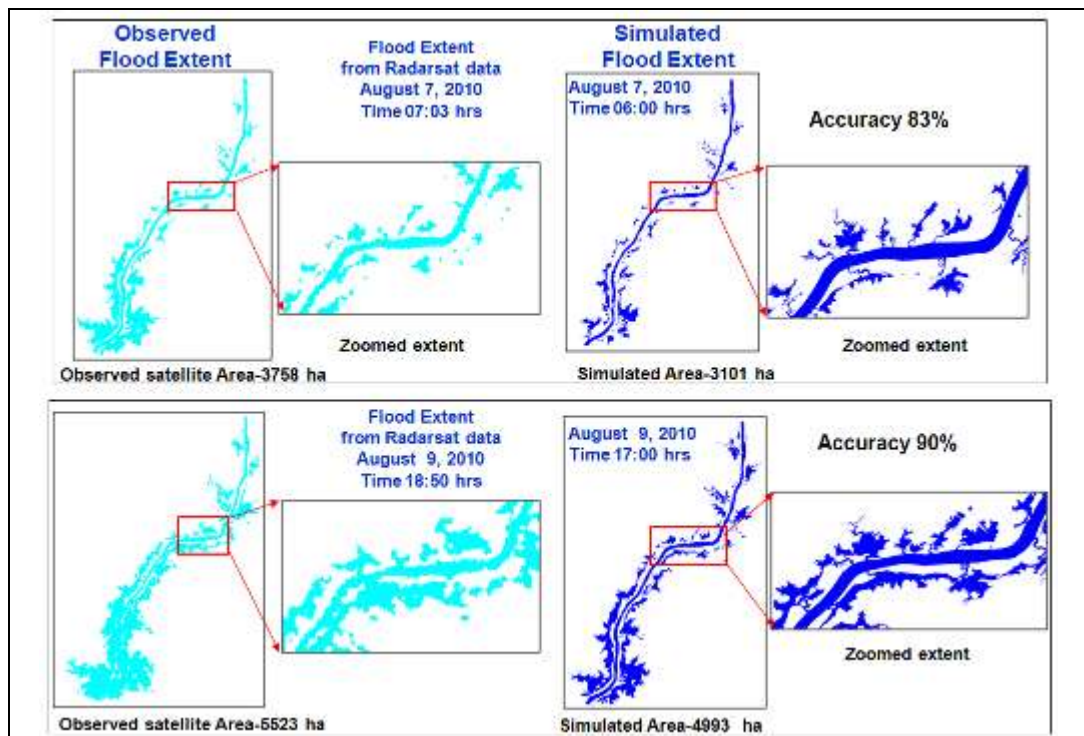 Observed
Flood Extent
Flood Extent
from Radarsat data
August 7, 2010
Time 07:03 hrs
Simulated
Flood Extent
August 7, 2010
Time 06:00 hrs
Accuracy 83%
Zoomed extent
Zoomed extent
Observed satellite Area-3758 ha
Simulated Area-3101 ha
Flood Extent
from Radarsat data
August 9, 2010
Time 18:50 hrs
August 9, 2010
Time 17:00 hrs
Accuracy 90%
Zoomed extent
Observed satellite Area-5523 ha
Simulated Area-4993 ha